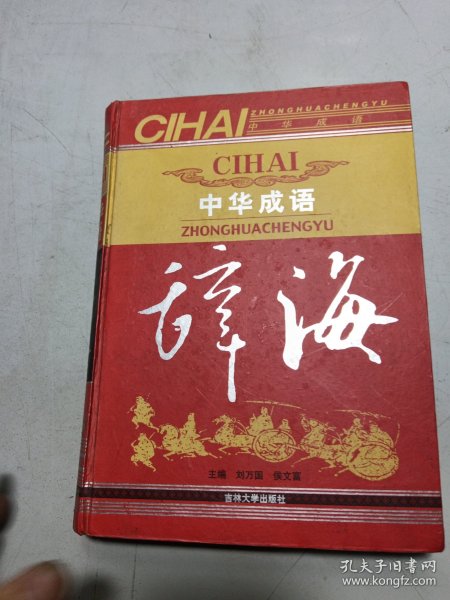 CIHAI ZHONGHUACHENGYU
中华成语
CIHAI
中华成语
ZHONGHUACHENGYU
辞海
主编 刘万国 侯文富
吉林大学出版社
孔夫子旧书网
www.kongfz.com